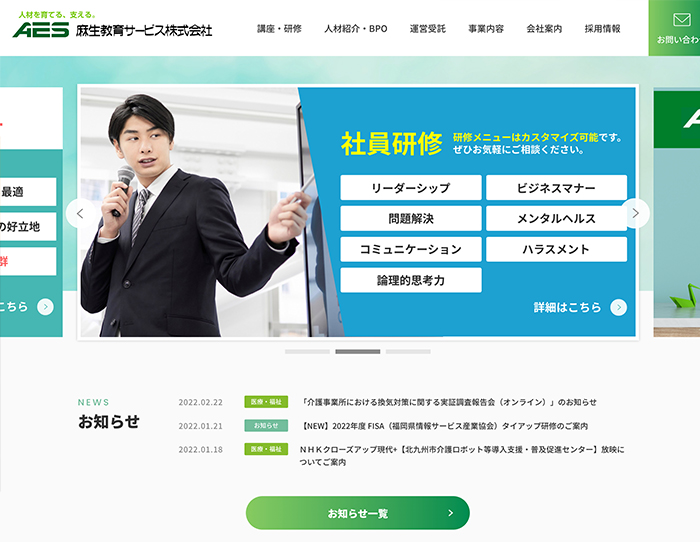 人材を育てる、支える。
AES 麻生教育サービス株式会社
講座・研修 人材紹介・BPO 運営受託 事業内容 会社案内 採用情報
お問い合わ
最適
の好立地
群
こちら
社員研修
研修メニューはカスタマイズ可能です。
ぜひお気軽にご相談ください。
リーダーシップ ビジネスマナー
問題解決 メンタルヘルス
コミュニケーション ハラスメント
論理的思考力
詳細はこちら
NEWS
お知らせ
2022.02.22 医療・福祉 「介護事業所における換気対策に関する実証調査報告会（オンライン）」のお知らせ
2022.01.21 お知らせ 【NEW】2022年度 FISA（福岡県情報サービス産業協会）タイアップ研修のご案内
2022.01.18 医療・福祉 ＮＨＫクローズアップ現代+【北九州市介護ロボット等導入支援・普及促進センター】放映に
ついてご案内
お知らせ一覧